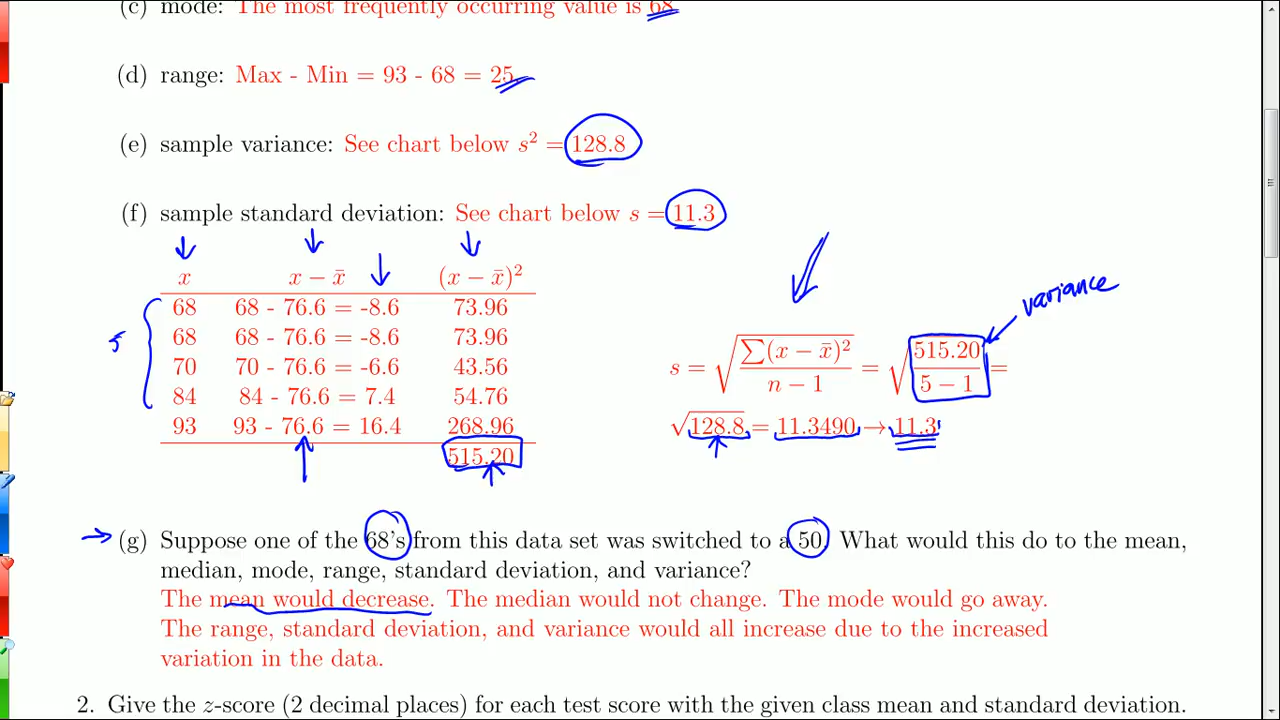 (c) mode: The most frequently occurring value is 68
(d) range: Max - Min = 93 - 68 = 25
(e) sample variance: See chart below s² = 128.8
(f) sample standard deviation: See chart below s = 11.3
x x − x̄ (x − x̄)²
68 68 - 76.6 = -8.6 73.96
68 68 - 76.6 = -8.6 73.96
70 70 - 76.6 = -6.6 43.56
84 84 - 76.6 = 7.4 54.76
93 93 - 76.6 = 16.4 268.96
515.20
5
variance
s = √(∑(x − x̄)² / (n − 1)) = √(515.20 / (5 − 1)) =
√128.8 = 11.3490 → 11.3
(g) Suppose one of the 68's from this data set was switched to a 50. What would this do to the mean,
median, mode, range, standard deviation, and variance?
The mean would decrease. The median would not change. The mode would go away.
The range, standard deviation, and variance would all increase due to the increased
variation in the data.
2. Give the z-score (2 decimal places) for each test score with the given class mean and standard deviation.